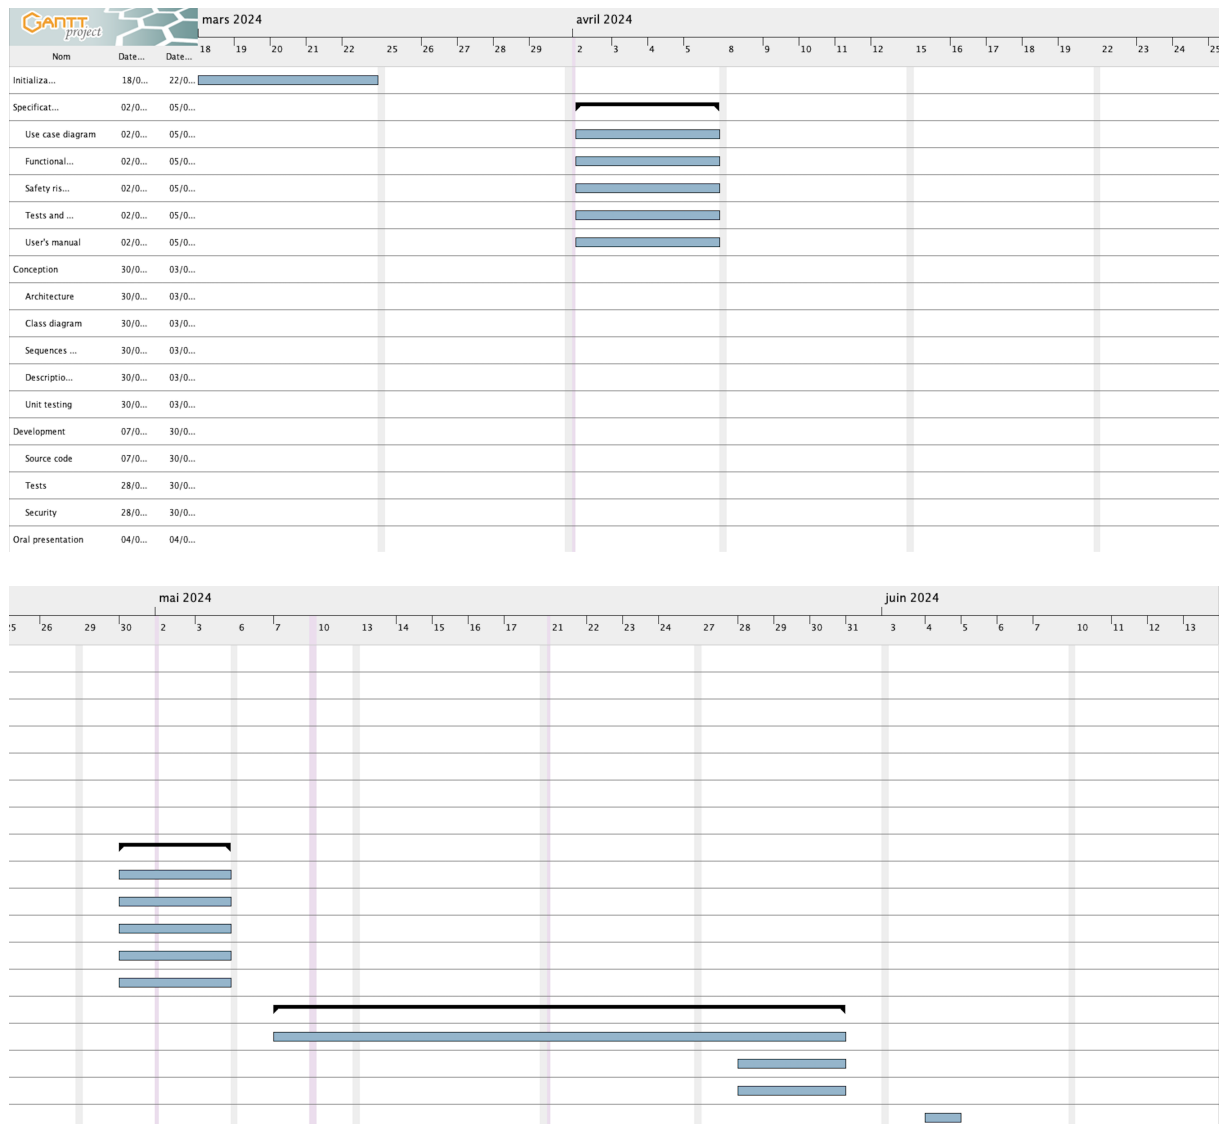 GANTT project
mars 2024 avril 2024
18 19 20 21 22 25 26 27 28 29 2 3 4 5 8 9 10 11 12 15 16 17 18 19 22 23 24 25
Nom Date... Date...
Initializa... 18/0... 22/0...
Specificat... 02/0... 05/0...
Use case diagram 02/0... 05/0...
Functional... 02/0... 05/0...
Safety ris... 02/0... 05/0...
Tests and ... 02/0... 05/0...
User's manual 02/0... 05/0...
Conception 30/0... 03/0...
Architecture 30/0... 03/0...
Class diagram 30/0... 03/0...
Sequences ... 30/0... 03/0...
Descriptio... 30/0... 03/0...
Unit testing 30/0... 03/0...
Development 07/0... 30/0...
Source code 07/0... 30/0...
Tests 28/0... 30/0...
Security 28/0... 30/0...
Oral presentation 04/0... 04/0...
mai 2024 juin 2024
25 26 29 30 2 3 6 7 10 13 14 15 16 17 21 22 23 24 27 28 29 30 31 3 4 5 6 7 10 11 12 13